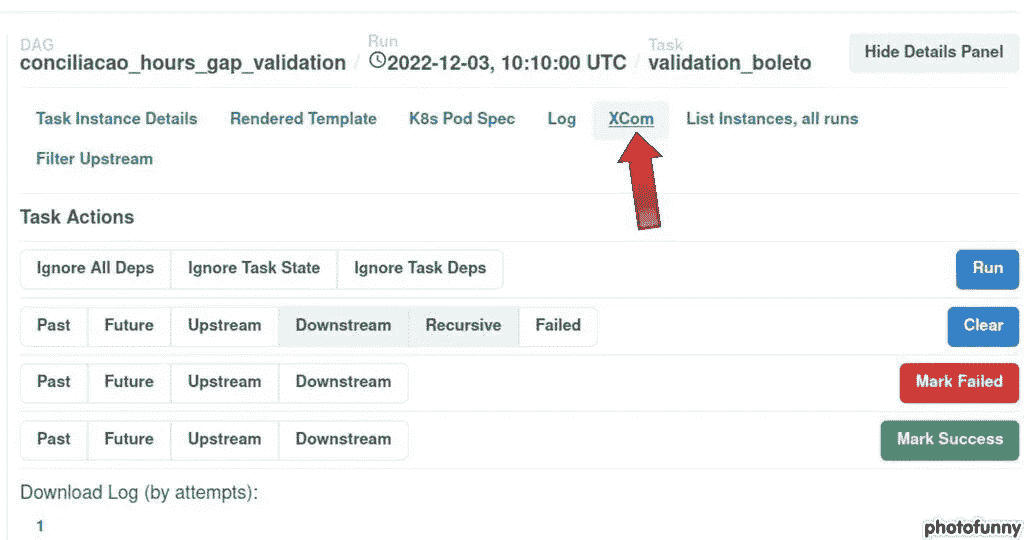 DAG Run Task
conciliacao_hours_gap_validation / 2022-12-03, 10:10:00 UTC / validation_boleto Hide Details Panel
Task Instance Details Rendered Template K8s Pod Spec Log XCom List Instances, all runs
Filter Upstream
Task Actions
Ignore All Deps Ignore Task State Ignore Task Deps Run
Past Future Upstream Downstream Recursive Failed Clear
Past Future Upstream Downstream Mark Failed
Past Future Upstream Downstream Mark Success
Download Log (by attempts):
1
photofunny